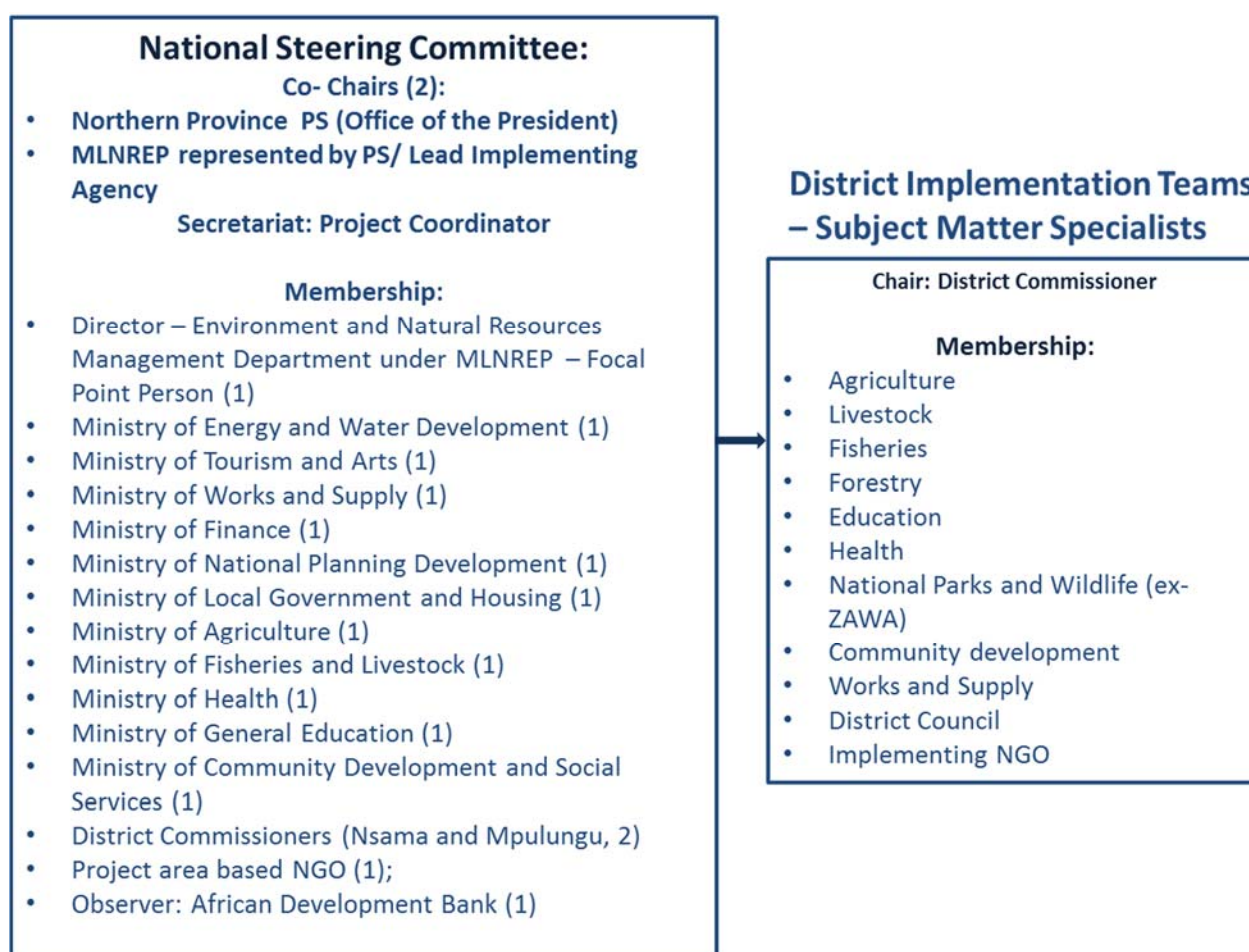 National Steering Committee:
Co- Chairs (2):
• Northern Province PS (Office of the President)
• MLNREP represented by PS/ Lead Implementing
Agency
Secretariat: Project Coordinator
Membership:
• Director – Environment and Natural Resources
Management Department under MLNREP – Focal
Point Person (1)
• Ministry of Energy and Water Development (1)
• Ministry of Tourism and Arts (1)
• Ministry of Works and Supply (1)
• Ministry of Finance (1)
• Ministry of National Planning Development (1)
• Ministry of Local Government and Housing (1)
• Ministry of Agriculture (1)
• Ministry of Fisheries and Livestock (1)
• Ministry of Health (1)
• Ministry of General Education (1)
• Ministry of Community Development and Social
Services (1)
• District Commissioners (Nsama and Mpulungu, 2)
• Project area based NGO (1);
• Observer: African Development Bank (1)
District Implementation Teams
– Subject Matter Specialists
Chair: District Commissioner
Membership:
• Agriculture
• Livestock
• Fisheries
• Forestry
• Education
• Health
• National Parks and Wildlife (ex-
ZAWA)
• Community development
• Works and Supply
• District Council
• Implementing NGO